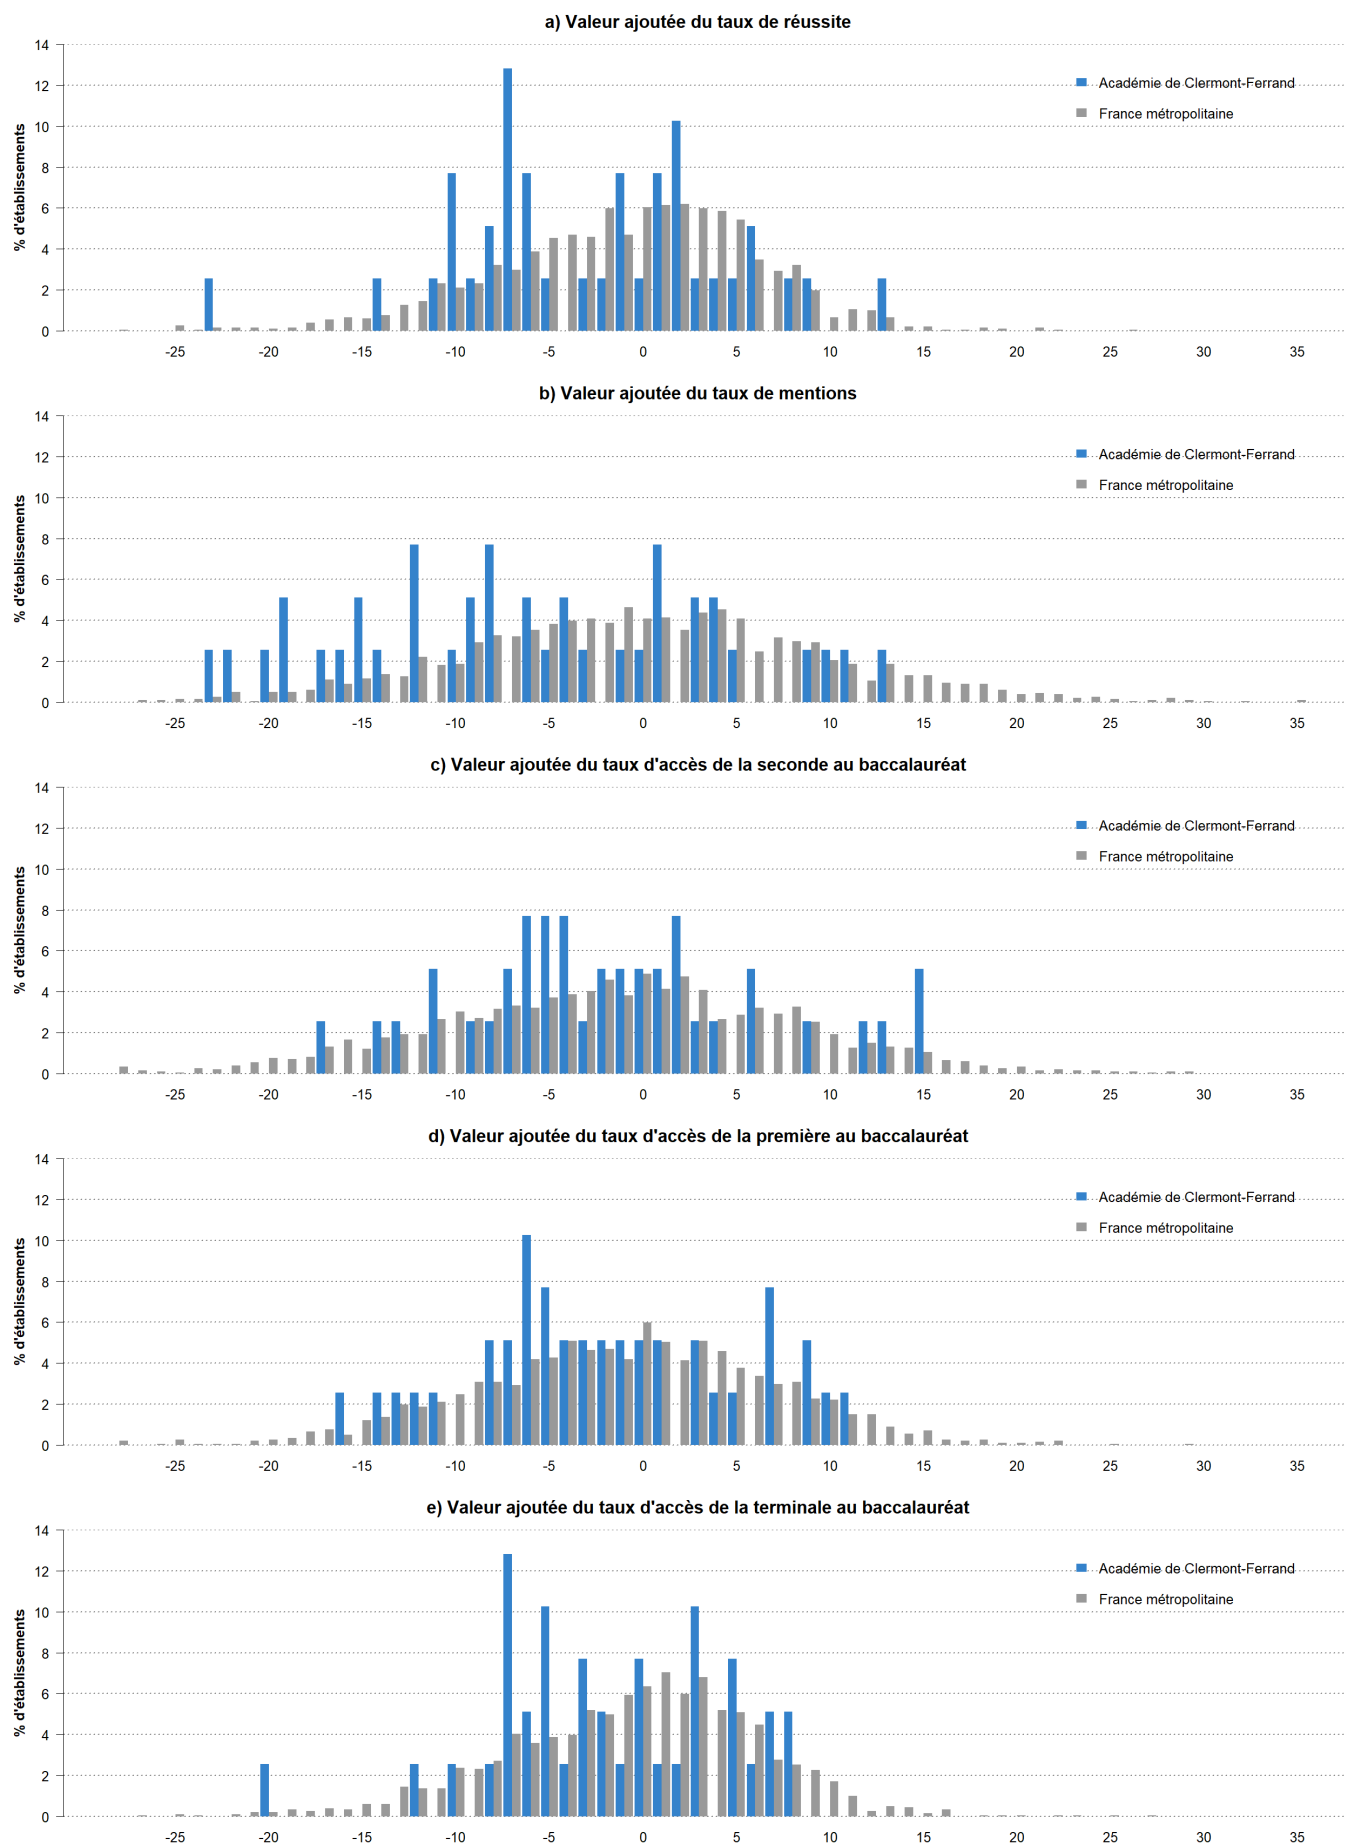 a) Valeur ajoutée du taux de réussite
14
12
10
8
6
4
2
0
% d'établissements
Académie de Clermont-Ferrand
France métropolitaine
-25 -20 -15 -10 -5 0 5 10 15 20 25 30 35
b) Valeur ajoutée du taux de mentions
14
12
10
8
6
4
2
0
% d'établissements
Académie de Clermont-Ferrand
France métropolitaine
-25 -20 -15 -10 -5 0 5 10 15 20 25 30 35
c) Valeur ajoutée du taux d'accès de la seconde au baccalauréat
14
12
10
8
6
4
2
0
% d'établissements
Académie de Clermont-Ferrand
France métropolitaine
-25 -20 -15 -10 -5 0 5 10 15 20 25 30 35
d) Valeur ajoutée du taux d'accès de la première au baccalauréat
14
12
10
8
6
4
2
0
% d'établissements
Académie de Clermont-Ferrand
France métropolitaine
-25 -20 -15 -10 -5 0 5 10 15 20 25 30 35
e) Valeur ajoutée du taux d'accès de la terminale au baccalauréat
14
12
10
8
6
4
2
0
% d'établissements
Académie de Clermont-Ferrand
France métropolitaine
-25 -20 -15 -10 -5 0 5 10 15 20 25 30 35